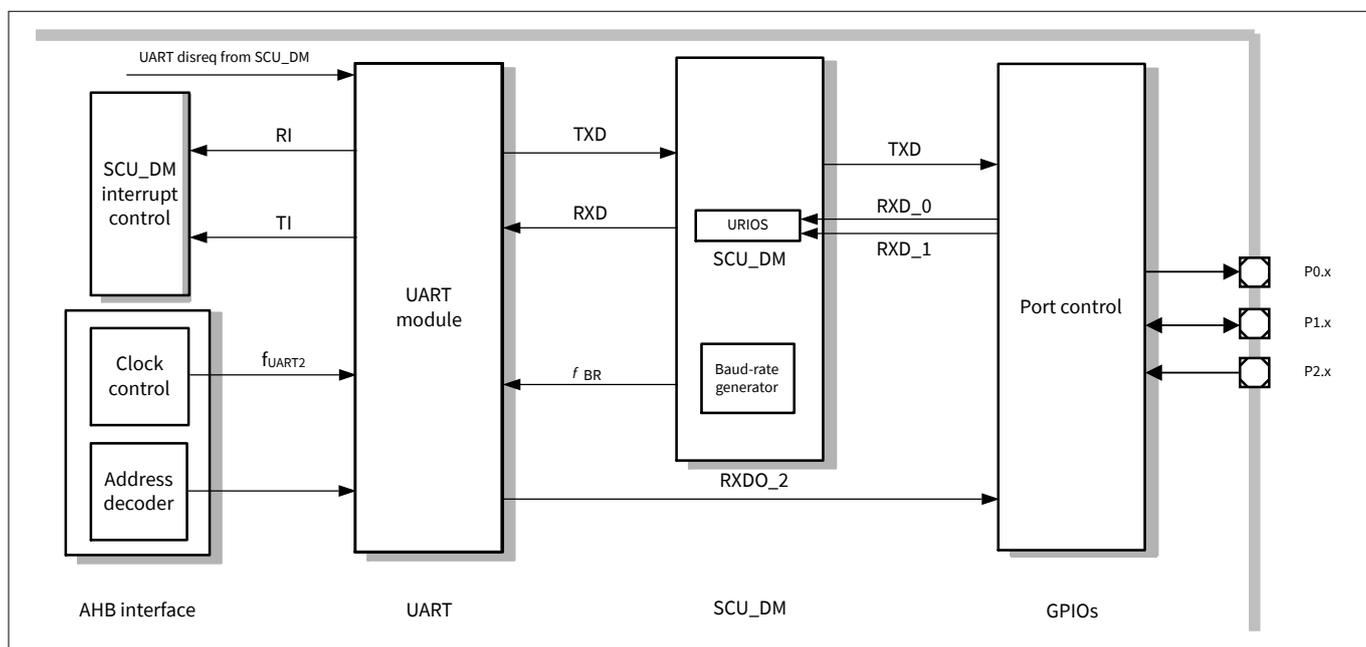 UART disreq from SCU_DM
SCU_DM
interrupt
control
RI
TI
TXD
RXD
TXD
RXD_0
RXD_1
URIOS
SCU_DM
UART
module
Port control
P0.x
P1.x
P2.x
Clock
control
fUART2
f BR
Baud-rate
generator
Address
decoder
RXDO_2
AHB interface
UART
SCU_DM
GPIOs